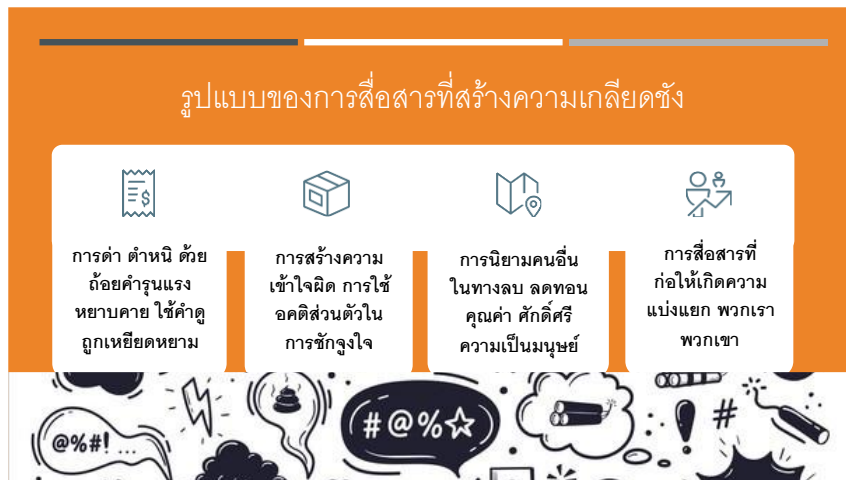 รูปแบบของการสื่อสารที่สร้างความเกลียดชัง
$
การด่า ตำหนิ ด้วย
ถ้อยคำรุนแรง
หยาบคาย ใช้คำดู
ถูกเหยียดหยาม
การสร้างความ
เข้าใจผิด การใช้
อคติส่วนตัวใน
การชักจูงใจ
การนิยามคนอื่น
ในทางลบ ลดทอน
คุณค่า ศักดิ์ศรี
ความเป็นมนุษย์
การสื่อสารที่
ก่อให้เกิดความ
แบ่งแยก พวกเรา
พวกเขา
@%#! ...
#@%☆
#